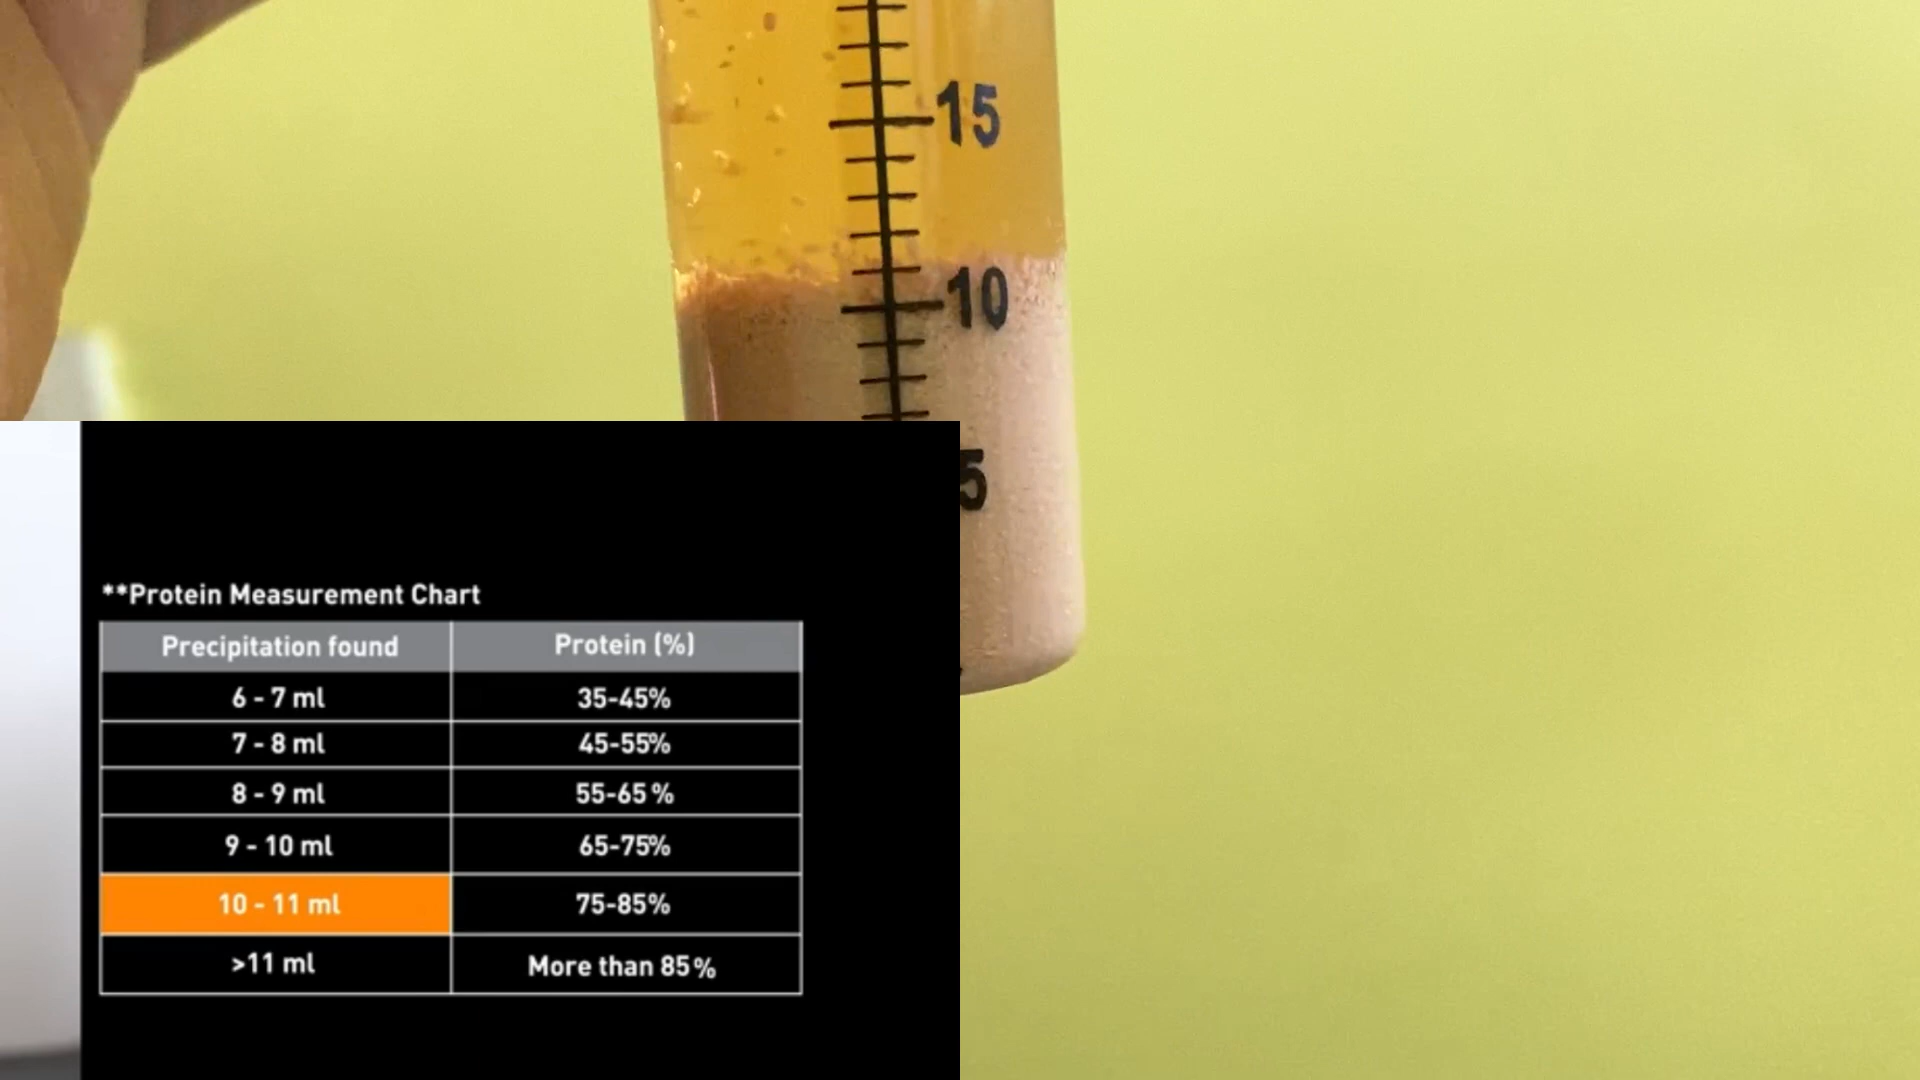 15
10
5
**Protein Measurement Chart
Precipitation found Protein (%)
6 - 7 ml 35-45%
7 - 8 ml 45-55%
8 - 9 ml 55-65 %
9 - 10 ml 65-75%
10 - 11 ml 75-85%
>11 ml More than 85%